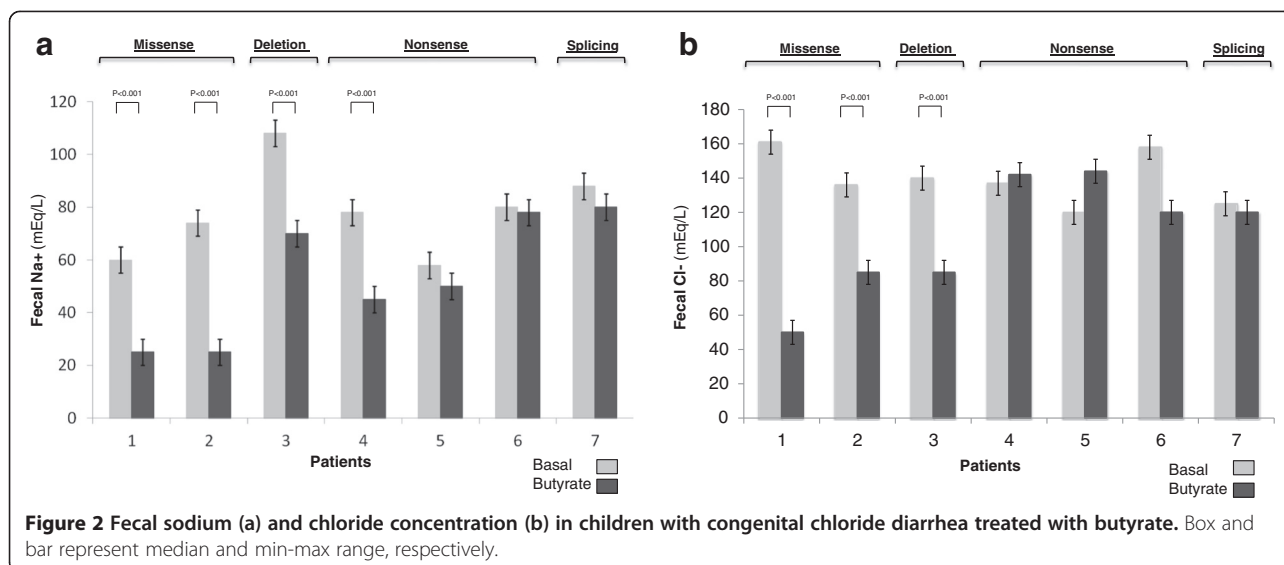 a
Missense Deletion Nonsense Splicing
P<0.001 P<0.001 P<0.001 P<0.001
Fecal Na+ (mEq/L)
120
100
80
60
40
20
0
1 2 3 4 5 6 7
Patients
Basal
Butyrate
b
Missense Deletion Nonsense Splicing
P<0.001 P<0.001 P<0.001
Fecal Cl- (mEq/L)
160
140
120
100
80
60
40
20
0
1 2 3 4 5 6 7
Patients
Basal
Butyrate
Figure 2 Fecal sodium (a) and chloride concentration (b) in children with congenital chloride diarrhea treated with butyrate. Box and
bar represent median and min-max range, respectively.